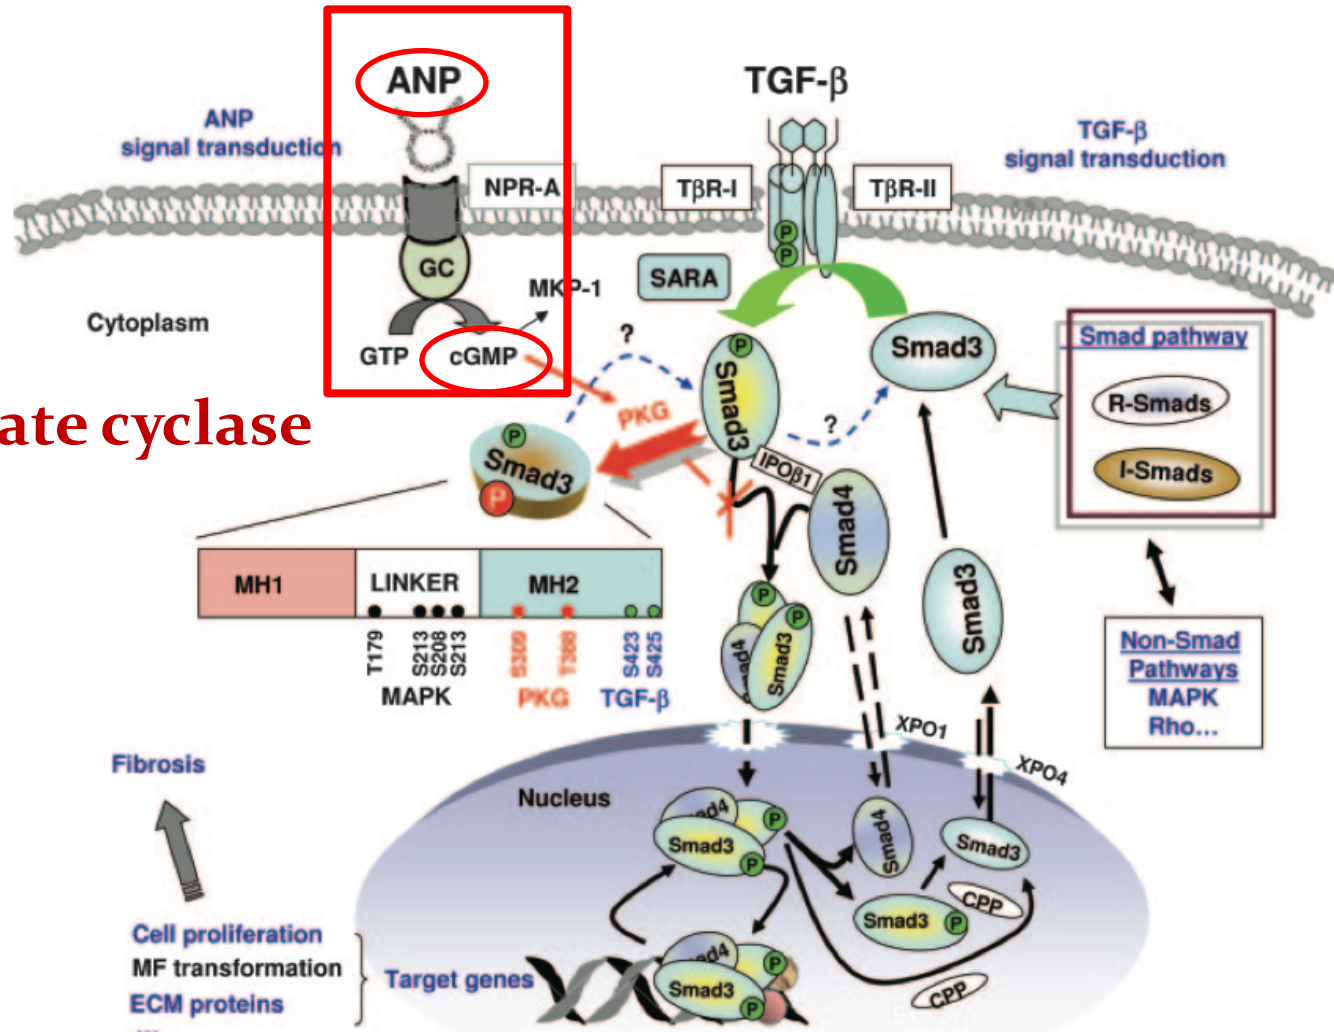 ANP
TGF-β
ANP
signal transduction
TGF-β
signal transduction
NPR-A
TβR-I
TβR-II
P
P
GC
SARA
MKP-1
Cytoplasm
GTP
cGMP
?
P
Smad3
Smad3
Smad pathway
R-Smads
I-Smads
ate cyclase
PKG
?
P
Smad3
P
IPOβ1
Smad4
MH1
LINKER
MH2
T179
S213
S208
S213
S309
T388
S423
S425
MAPK
PKG
TGF-β
P
P
Smad3
Smad3
Non-Smad
Pathways
MAPK
Rho...
XPO1
XPO4
Fibrosis
Nucleus
ad4
P
Smad3
P
Smad4
Smad3
CPP
Smad3
P
Cell proliferation
MF transformation
ECM proteins
Target genes
ad4
P
Smad3
P
CPP